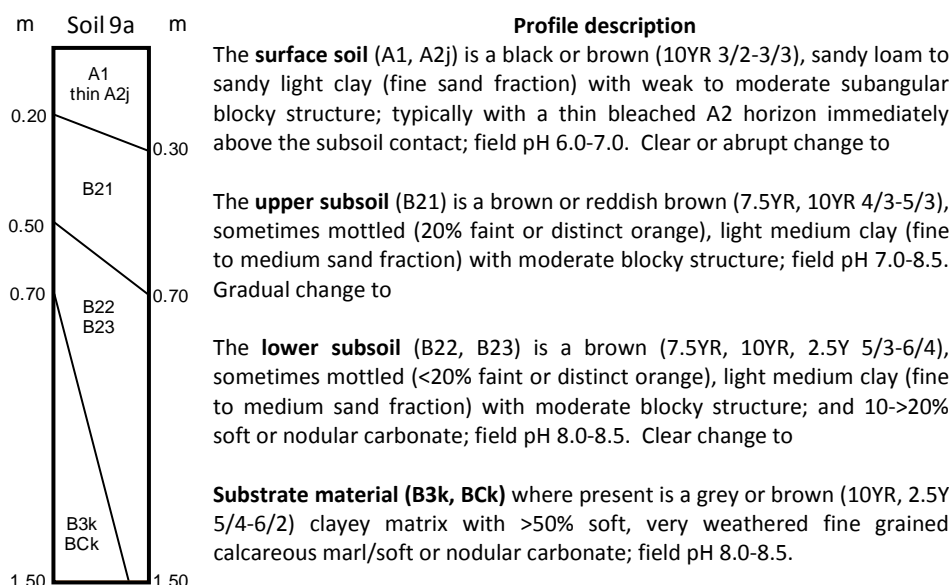 m Soil 9a m
A1
thin A2j
0.20
0.30
B21
0.50
0.70 0.70
B22
B23
B3k
BCk
1.50 1.50
Profile description
The surface soil (A1, A2j) is a black or brown (10YR 3/2-3/3), sandy loam to
sandy light clay (fine sand fraction) with weak to moderate subangular
blocky structure; typically with a thin bleached A2 horizon immediately
above the subsoil contact; field pH 6.0-7.0. Clear or abrupt change to
The upper subsoil (B21) is a brown or reddish brown (7.5YR, 10YR 4/3-5/3),
sometimes mottled (20% faint or distinct orange), light medium clay (fine
to medium sand fraction) with moderate blocky structure; field pH 7.0-8.5.
Gradual change to
The lower subsoil (B22, B23) is a brown (7.5YR, 10YR, 2.5Y 5/3-6/4),
sometimes mottled (<20% faint or distinct orange), light medium clay (fine
to medium sand fraction) with moderate blocky structure; and 10->20%
soft or nodular carbonate; field pH 8.0-8.5. Clear change to
Substrate material (B3k, BCk) where present is a grey or brown (10YR, 2.5Y
5/4-6/2) clayey matrix with >50% soft, very weathered fine grained
calcareous marl/soft or nodular carbonate; field pH 8.0-8.5.